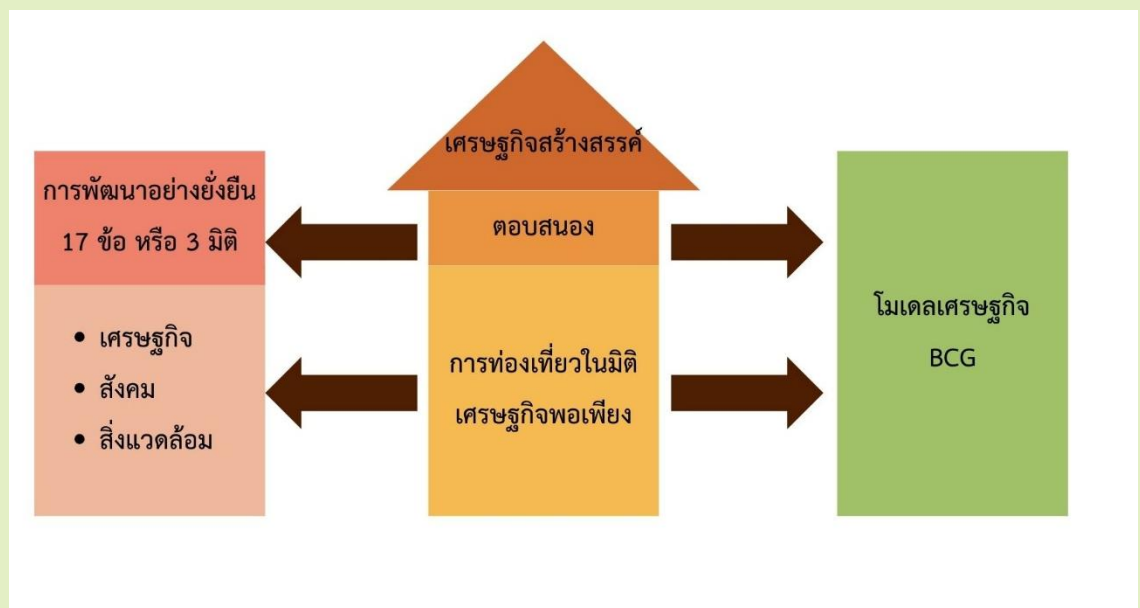 การพัฒนาอย่างยั่งยืน
17 ข้อ หรือ 3 มิติ
• เศรษฐกิจ
• สังคม
• สิ่งแวดล้อม
เศรษฐกิจสร้างสรรค์
ตอบสนอง
การท่องเที่ยวในมิติ
เศรษฐกิจพอเพียง
โมเดลเศรษฐกิจ
BCG